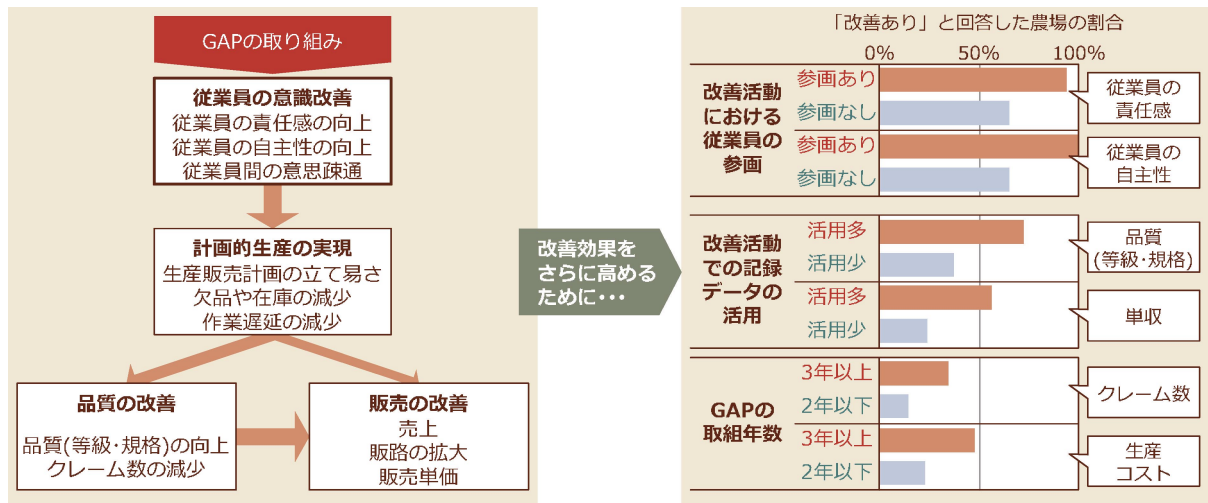 GAPの取り組み
従業員の意識改善
従業員の責任感の向上
従業員の自主性の向上
従業員間の意思疎通
計画的生産の実現
生産販売計画の立て易さ
欠品や在庫の減少
作業遅延の減少
品質の改善
品質(等級・規格)の向上
クレーム数の減少
販売の改善
売上
販路の拡大
販売単価
改善効果を
さらに高める
ために・・・
「改善あり」と回答した農場の割合
0% 50% 100%
改善活動
における
従業員の
参画
参画あり
参画なし
従業員の
責任感
参画あり
参画なし
従業員の
自主性
改善活動
での記録
データの
活用
活用多
活用少
品質
(等級・規格)
活用多
活用少
単収
GAPの
取組年数
3年以上
2年以下
クレーム数
3年以上
2年以下
生産
コスト